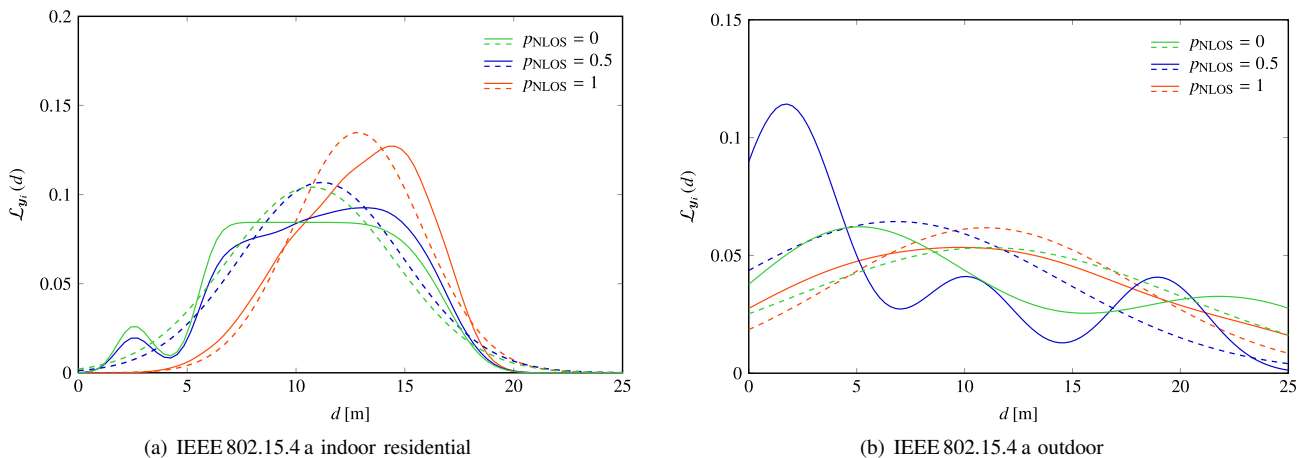 0.2
0.15
0.1
0.05
0
ℒ_{y_i}(d)
p_NLOS = 0
p_NLOS = 0.5
p_NLOS = 1
0 5 10 15 20 25
d [m]
(a) IEEE 802.15.4 a indoor residential
0.15
0.1
0.05
0
ℒ_{y_i}(d)
p_NLOS = 0
p_NLOS = 0.5
p_NLOS = 1
0 5 10 15 20 25
d [m]
(b) IEEE 802.15.4 a outdoor